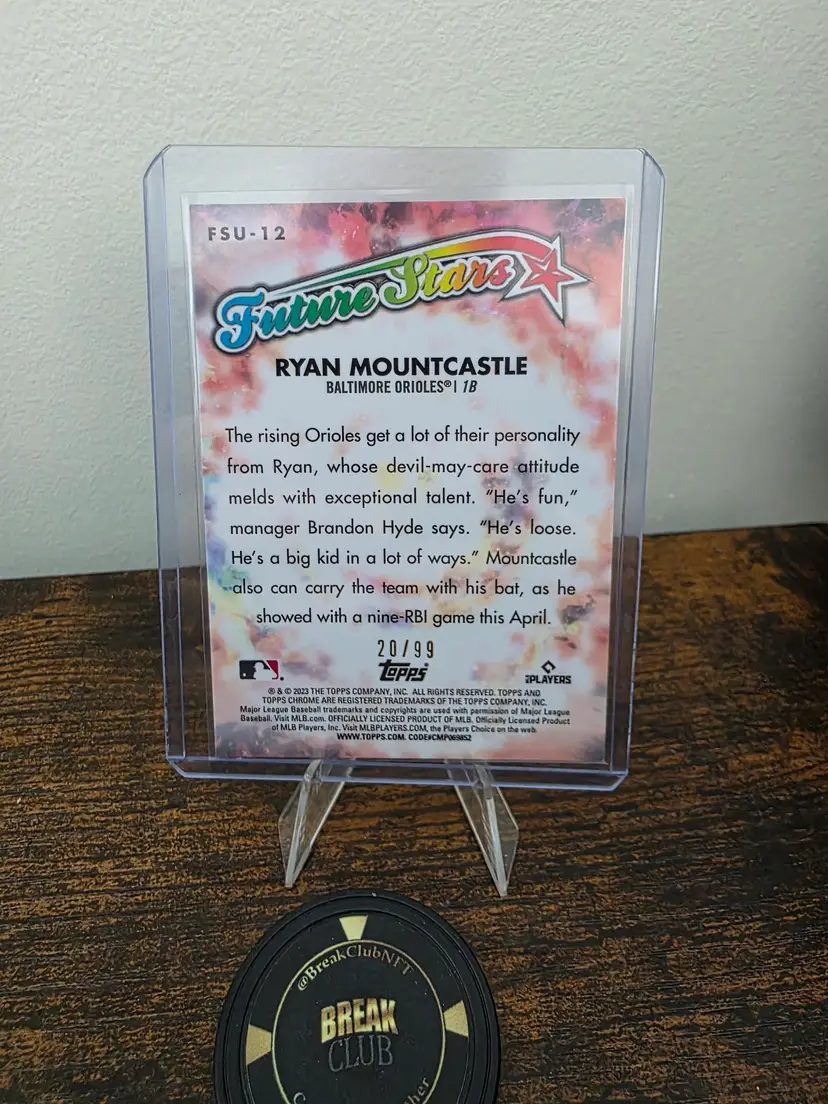 FSU-12
Future Stars
RYAN MOUNTCASTLE
BALTIMORE ORIOLES® | 1B
The rising Orioles get a lot of their personality
from Ryan, whose devil-may-care attitude
melds with exceptional talent. “He’s fun,”
manager Brandon Hyde says. “He’s loose.
He’s a big kid in a lot of ways.” Mountcastle
also can carry the team with his bat, as he
showed with a nine-RBI game this April.
20/99
topps
PLAYERS
® & © 2023 THE TOPPS COMPANY, INC. ALL RIGHTS RESERVED. TOPPS AND
TOPPS CHROME ARE REGISTERED TRADEMARKS OF THE TOPPS COMPANY, INC.
Major League Baseball trademarks and copyrights are used with permission of Major League
Baseball. Visit MLB.com. OFFICIALLY LICENSED PRODUCT OF MLB. Officially Licensed Product
of MLB Players, Inc. Visit MLBPLAYERS.COM, the Players Choice on the web.
WWW.TOPPS.COM. CODE#CMP069852
@BreakClubNFT
BREAK
CLUB